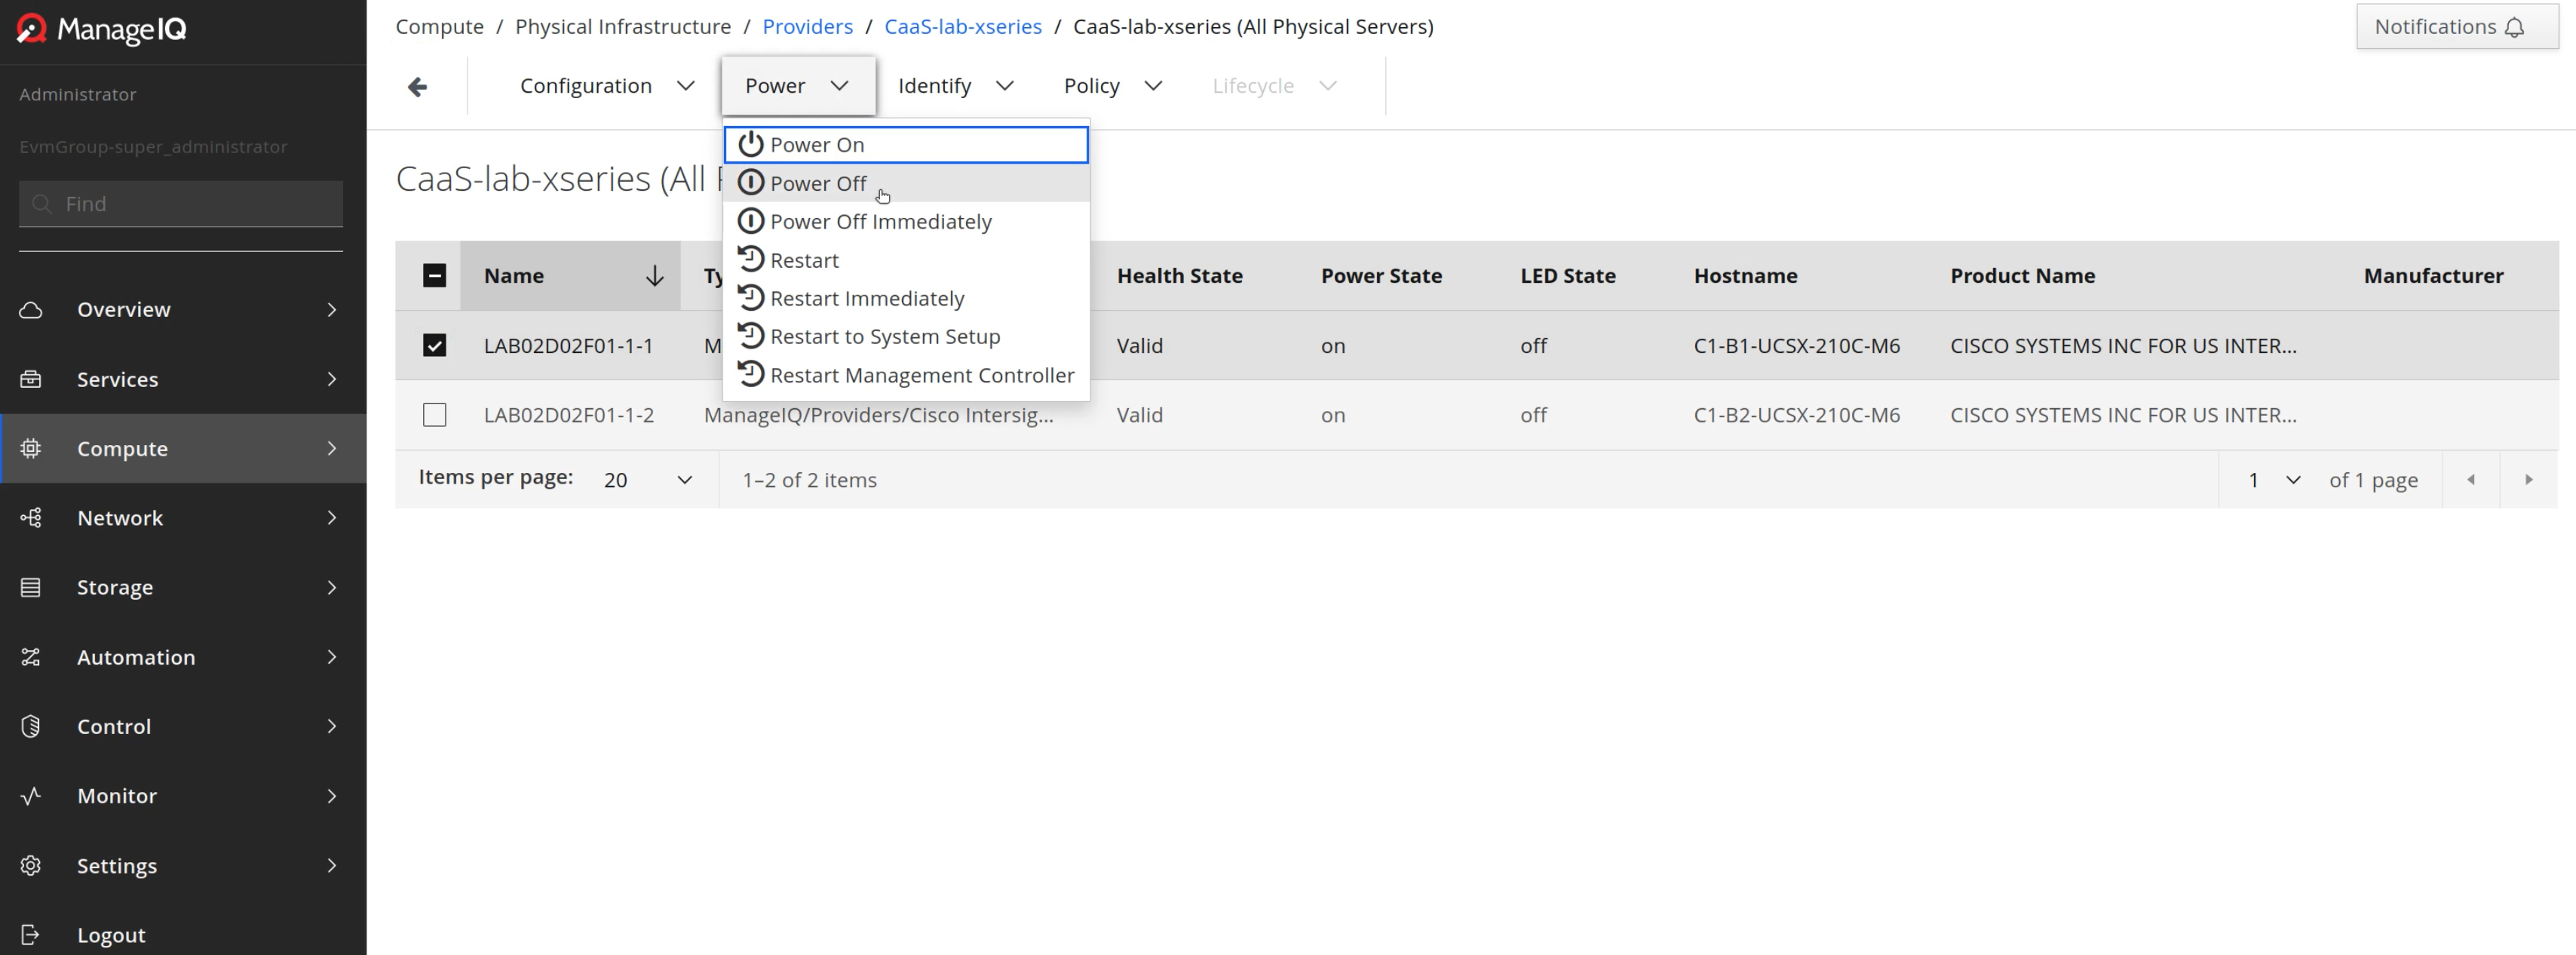 ManageIQ
Administrator
EvmGroup-super_administrator
Find
Overview
Services
Compute
Network
Storage
Automation
Control
Monitor
Settings
Logout
Compute / Physical Infrastructure / Providers / CaaS-lab-xseries / CaaS-lab-xseries (All Physical Servers)
Notifications
Configuration Power Identify Policy Lifecycle
Power On
Power Off
Power Off Immediately
Restart
Restart Immediately
Restart to System Setup
Restart Management Controller
CaaS-lab-xseries (All
Name Ty Health State Power State LED State Hostname Product Name Manufacturer
LAB02D02F01-1-1 M Valid on off C1-B1-UCSX-210C-M6 CISCO SYSTEMS INC FOR US INTER...
LAB02D02F01-1-2 ManageIQ/Providers/Cisco Intersig... Valid on off C1-B2-UCSX-210C-M6 CISCO SYSTEMS INC FOR US INTER...
Items per page: 20 1–2 of 2 items 1 of 1 page